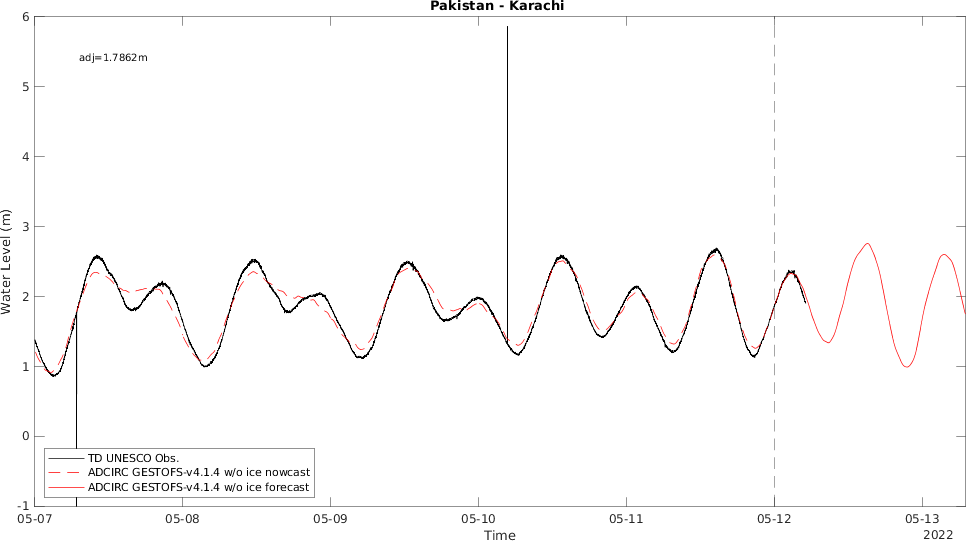 Pakistan - Karachi
adj=1.7862m
Water Level (m)
6
5
4
3
2
1
0
-1
TD UNESCO Obs.
ADCIRC GESTOFS-v4.1.4 w/o ice nowcast
ADCIRC GESTOFS-v4.1.4 w/o ice forecast
05-07 05-08 05-09 05-10 05-11 05-12 05-13
Time
2022